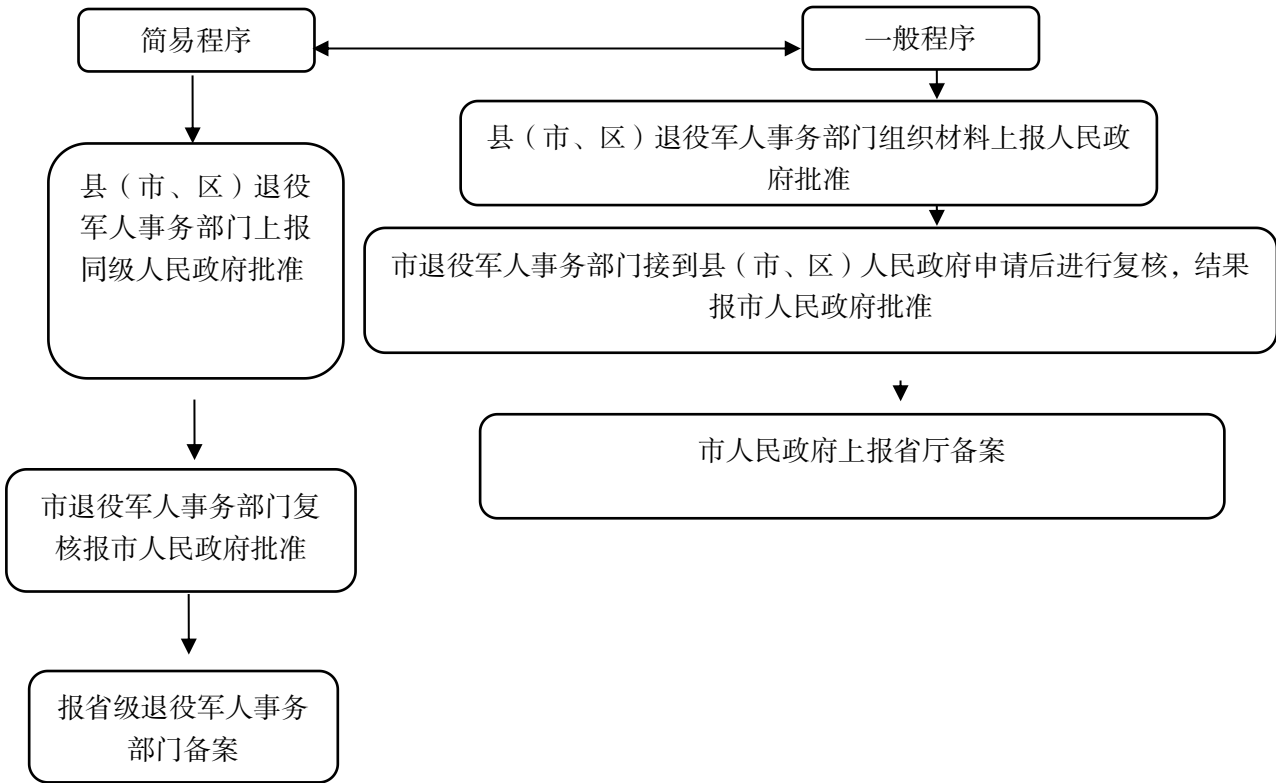 简易程序
一般程序
县（市、区）退役
军人事务部门上报
同级人民政府批准
市退役军人事务部门复
核报市人民政府批准
报省级退役军人事务
部门备案
县（市、区）退役军人事务部门组织材料上报人民政
府批准
市退役军人事务部门接到县（市、区）人民政府申请后进行复核，结果
报市人民政府批准
市人民政府上报省厅备案